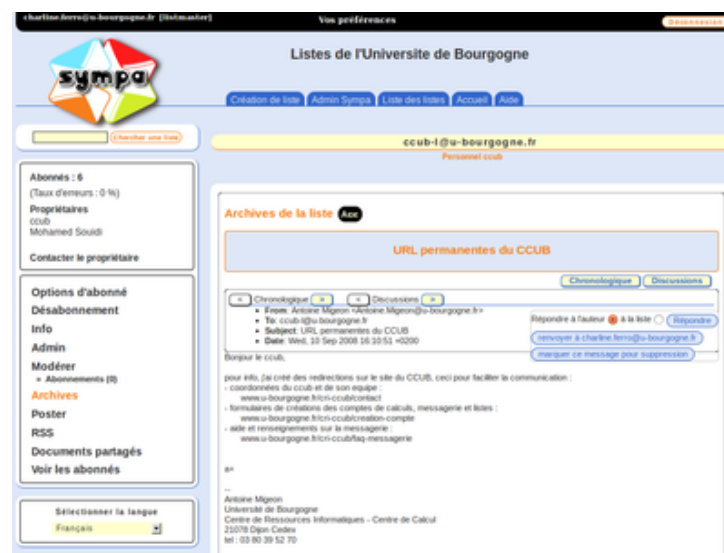 charline.ferro@u-bourgogne.fr [listmaster]
Vos préférences
Déconnexion
sympa
Listes de l'Universite de Bourgogne
Création de liste
Admin Sympa
Liste des listes
Accueil
Aide
Chercher une liste
ccub-l@u-bourgogne.fr
Personnel ccub
Abonnés : 6
(Taux d'erreurs : 0 %)
Propriétaires
ccub
Mohamed Souidi
Contacter le propriétaire
Options d'abonné
Désabonnement
Info
Admin
Modérer
Abonnements (0)
Archives
Poster
RSS
Documents partagés
Voir les abonnés
Sélectionner la langue
Français
Archives de la liste
Aide
URL permanentes du CCUB
Chronologique Discussions
« Chronologique » « Discussions »
From: Antoine Migeon <Antoine.Migeon@u-bourgogne.fr>
To: ccub-l@u-bourgogne.fr
Subject: URL permanentes du CCUB
Date: Wed, 10 Sep 2008 16:10:51 +0200
Répondre à l'auteur à la liste Répondre
renvoyer à charline.ferro@u-bourgogne.fr
marquer ce message pour suppression
Bonjour le ccub,
pour info, j'ai créé des redirections sur le site du CCUB, ceci pour faciliter la communication :
- coordonnées du ccub et de son equipe :
www.u-bourgogne.fr/cri-ccub/contact
- formulaires de créations des comptes de calculs, messagerie et listes :
www.u-bourgogne.fr/cri-ccub/creation-compte
- aide et renseignements sur la messagerie :
www.u-bourgogne.fr/cri-ccub/faq-messagerie
a+
--
Antoine Migeon
Université de Bourgogne
Centre de Ressources Informatiques - Centre de Calcul
21078 Dijon Cedex
tel : 03 80 39 52 70